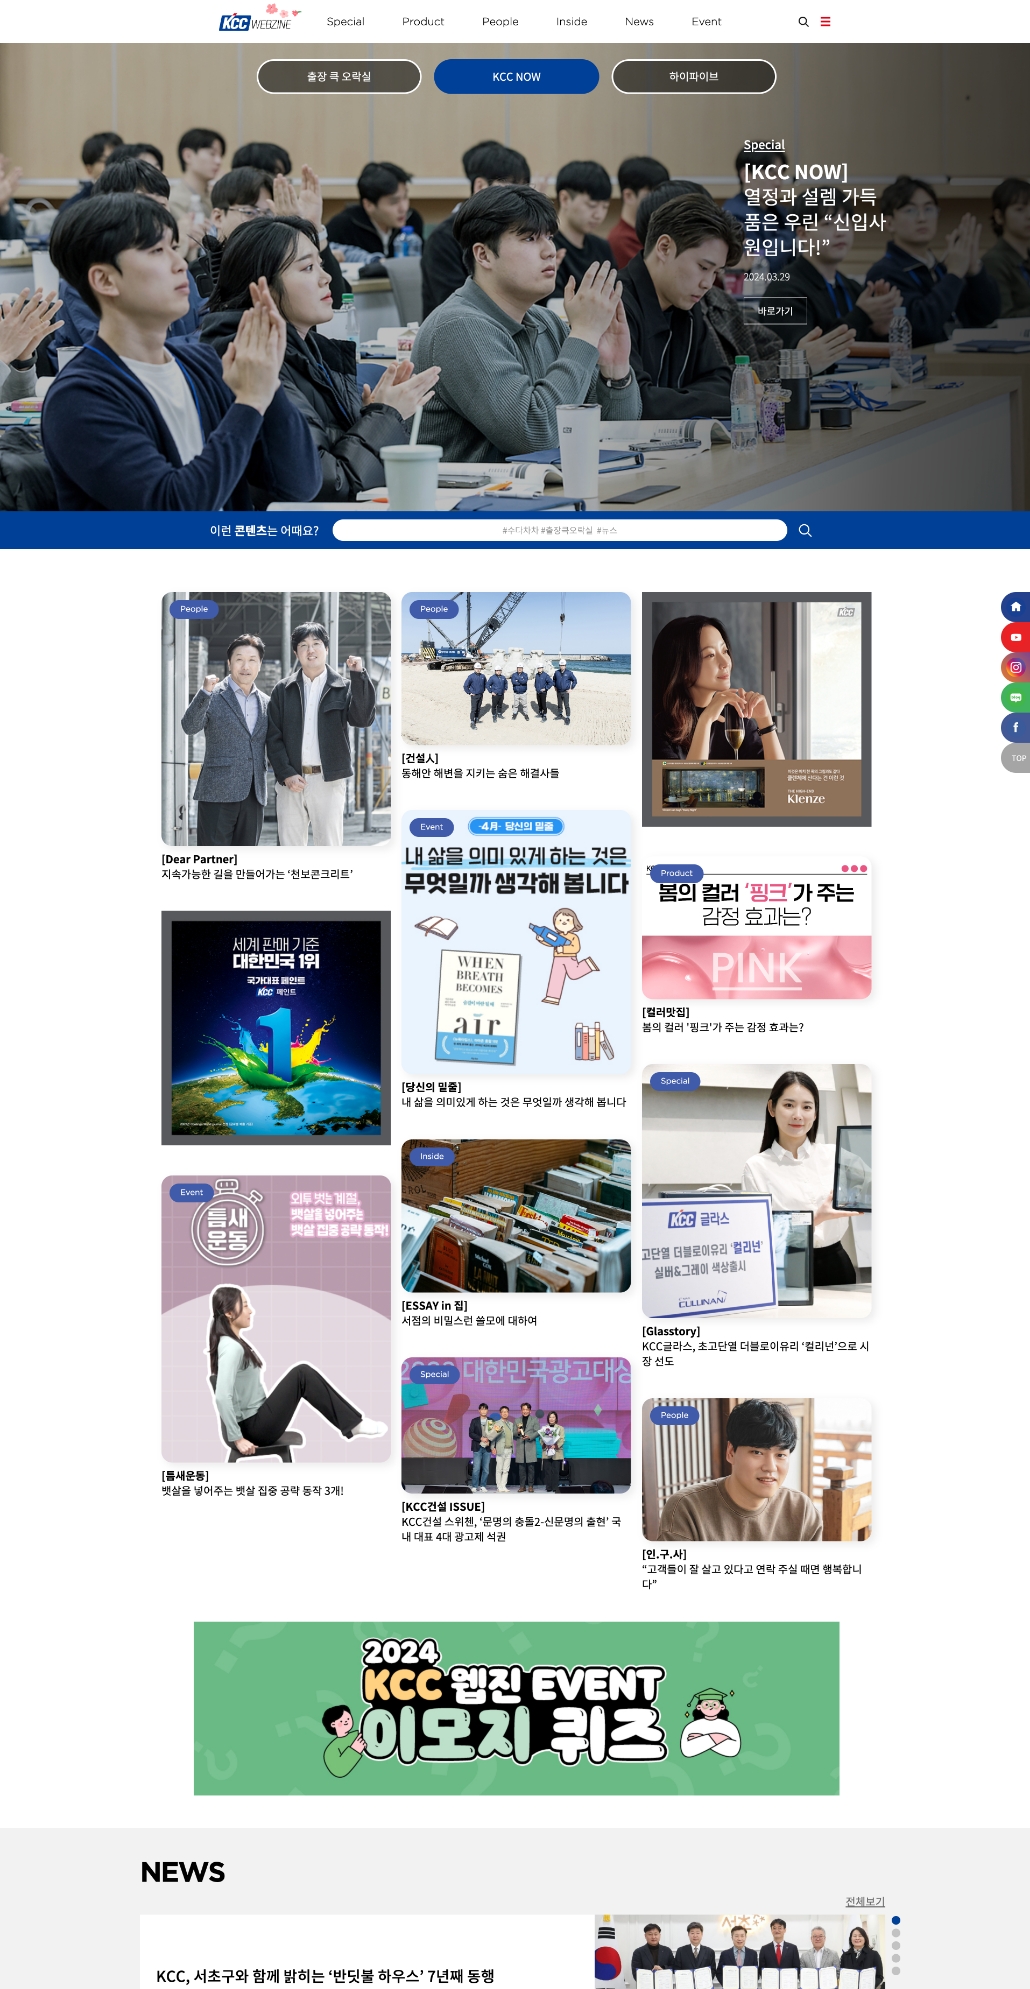 KCC WEBZINE
Special
Product
People
Inside
News
Event
출장 큭 오락실
KCC NOW
하이파이브
Special
[KCC NOW]
열정과 설렘 가득
품은 우린 “신입사
원입니다!”
2024.03.29
바로가기
이런 콘텐츠는 어때요?
#수디차차 #출장큭오락실 #뉴스
People
[Dear Partner]
지속가능한 길을 만들어가는 ‘천보콘크리트’
세계 판매 기준
대한민국 1위
국가대표 페인트
KCC 페인트
1
Event
틈새
운동
외투 벗는 계절,
뱃살을 넣어주는
뱃살 집중 공략 동작!
[틈새운동]
뱃살을 넣어주는 뱃살 집중 공략 동작 3개!
People
[건설人]
동해안 해변을 지키는 숨은 해결사들
Event
-4月- 당신의 밑줄
내 삶을 의미 있게 하는 것은
무엇일까 생각해 봅니다
WHEN
BREATH
BECOMES
air
[당신의 밑줄]
내 삶을 의미있게 하는 것은 무엇일까 생각해 봅니다
Inside
[ESSAY in 집]
서점의 비밀스런 쓸모에 대하여
Special
대한민국광고대상
[KCC건설 ISSUE]
KCC건설 스위첸, ‘문명의 충돌2-신문명의 출현’ 국
내 대표 4대 광고제 석권
KCC
THE HIGH-END
Klenze
Product
봄의 컬러 ‘핑크’가 주는
감정 효과는?
PINK
[컬러맛집]
봄의 컬러 '핑크'가 주는 감정 효과는?
Special
KCC 글라스
고단열 더블로이유리 ‘컬리넌’
실버&그레이 색상출시
CULLINAN
[Glasstory]
KCC글라스, 초고단열 더블로이유리 ‘컬리넌’으로 시
장 선도
People
[인.구.사]
“고객들이 잘 살고 있다고 연락 주실 때면 행복합니
다”
TOP
2024
KCC 웹진 EVENT
이모지 퀴즈
NEWS
전체보기
KCC, 서초구와 함께 밝히는 ‘반딧불 하우스’ 7년째 동행
서초